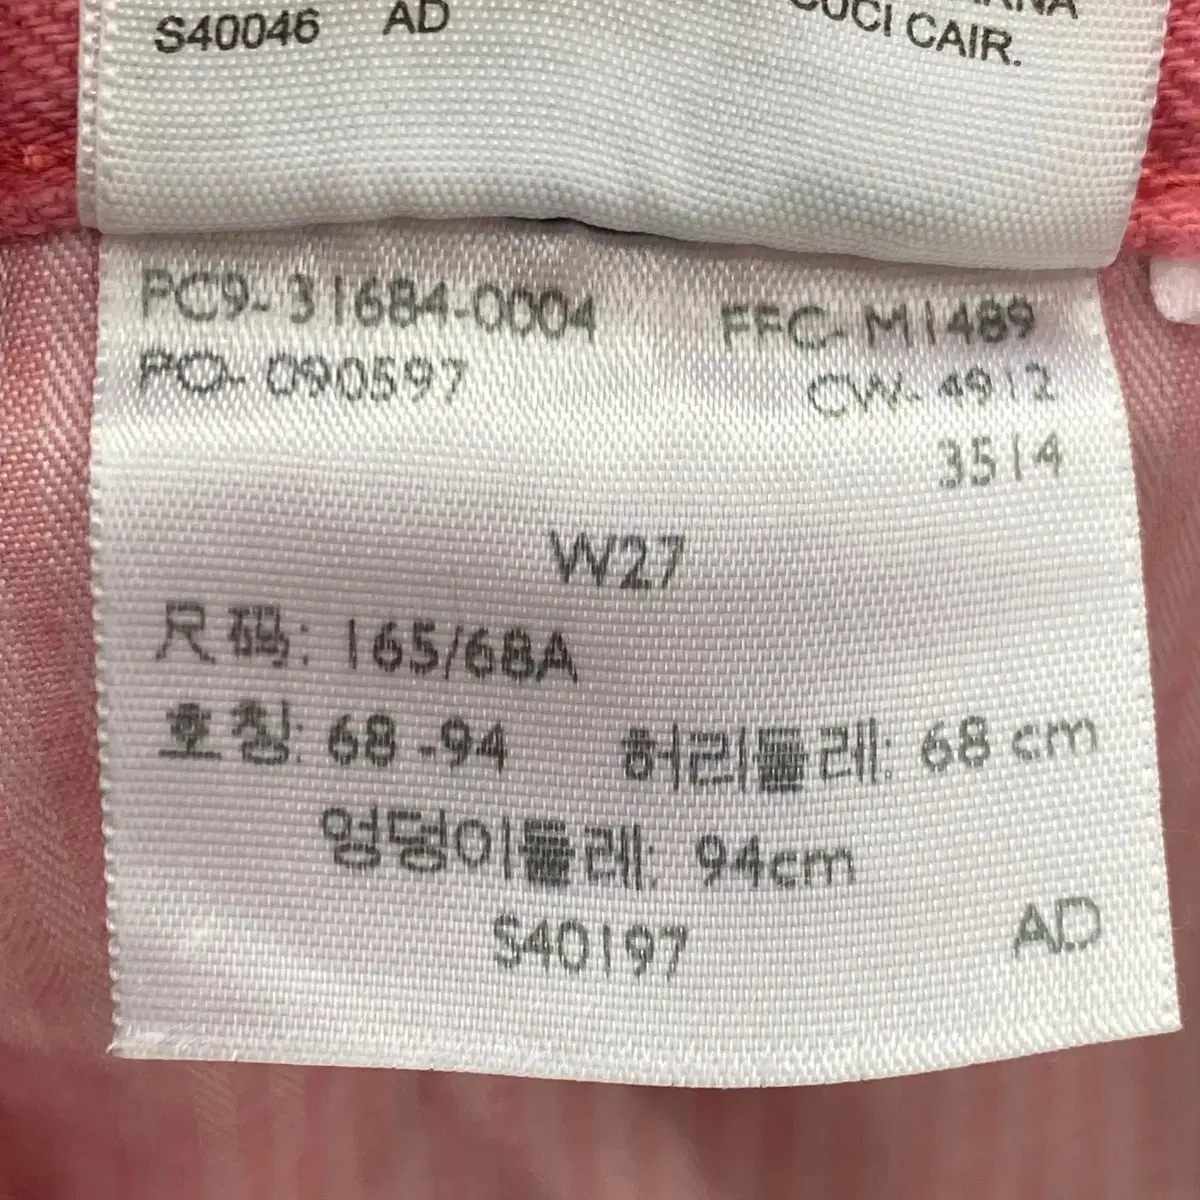 S40046 AD
CUCI CAIR.
PC9-31684-0004 FFC-M1489
PO-090597 CW-4912
3514
W27
尺码: 165/68A
호칭: 68-94 허리둘레: 68 cm
엉덩이둘레: 94cm
S40197 AD